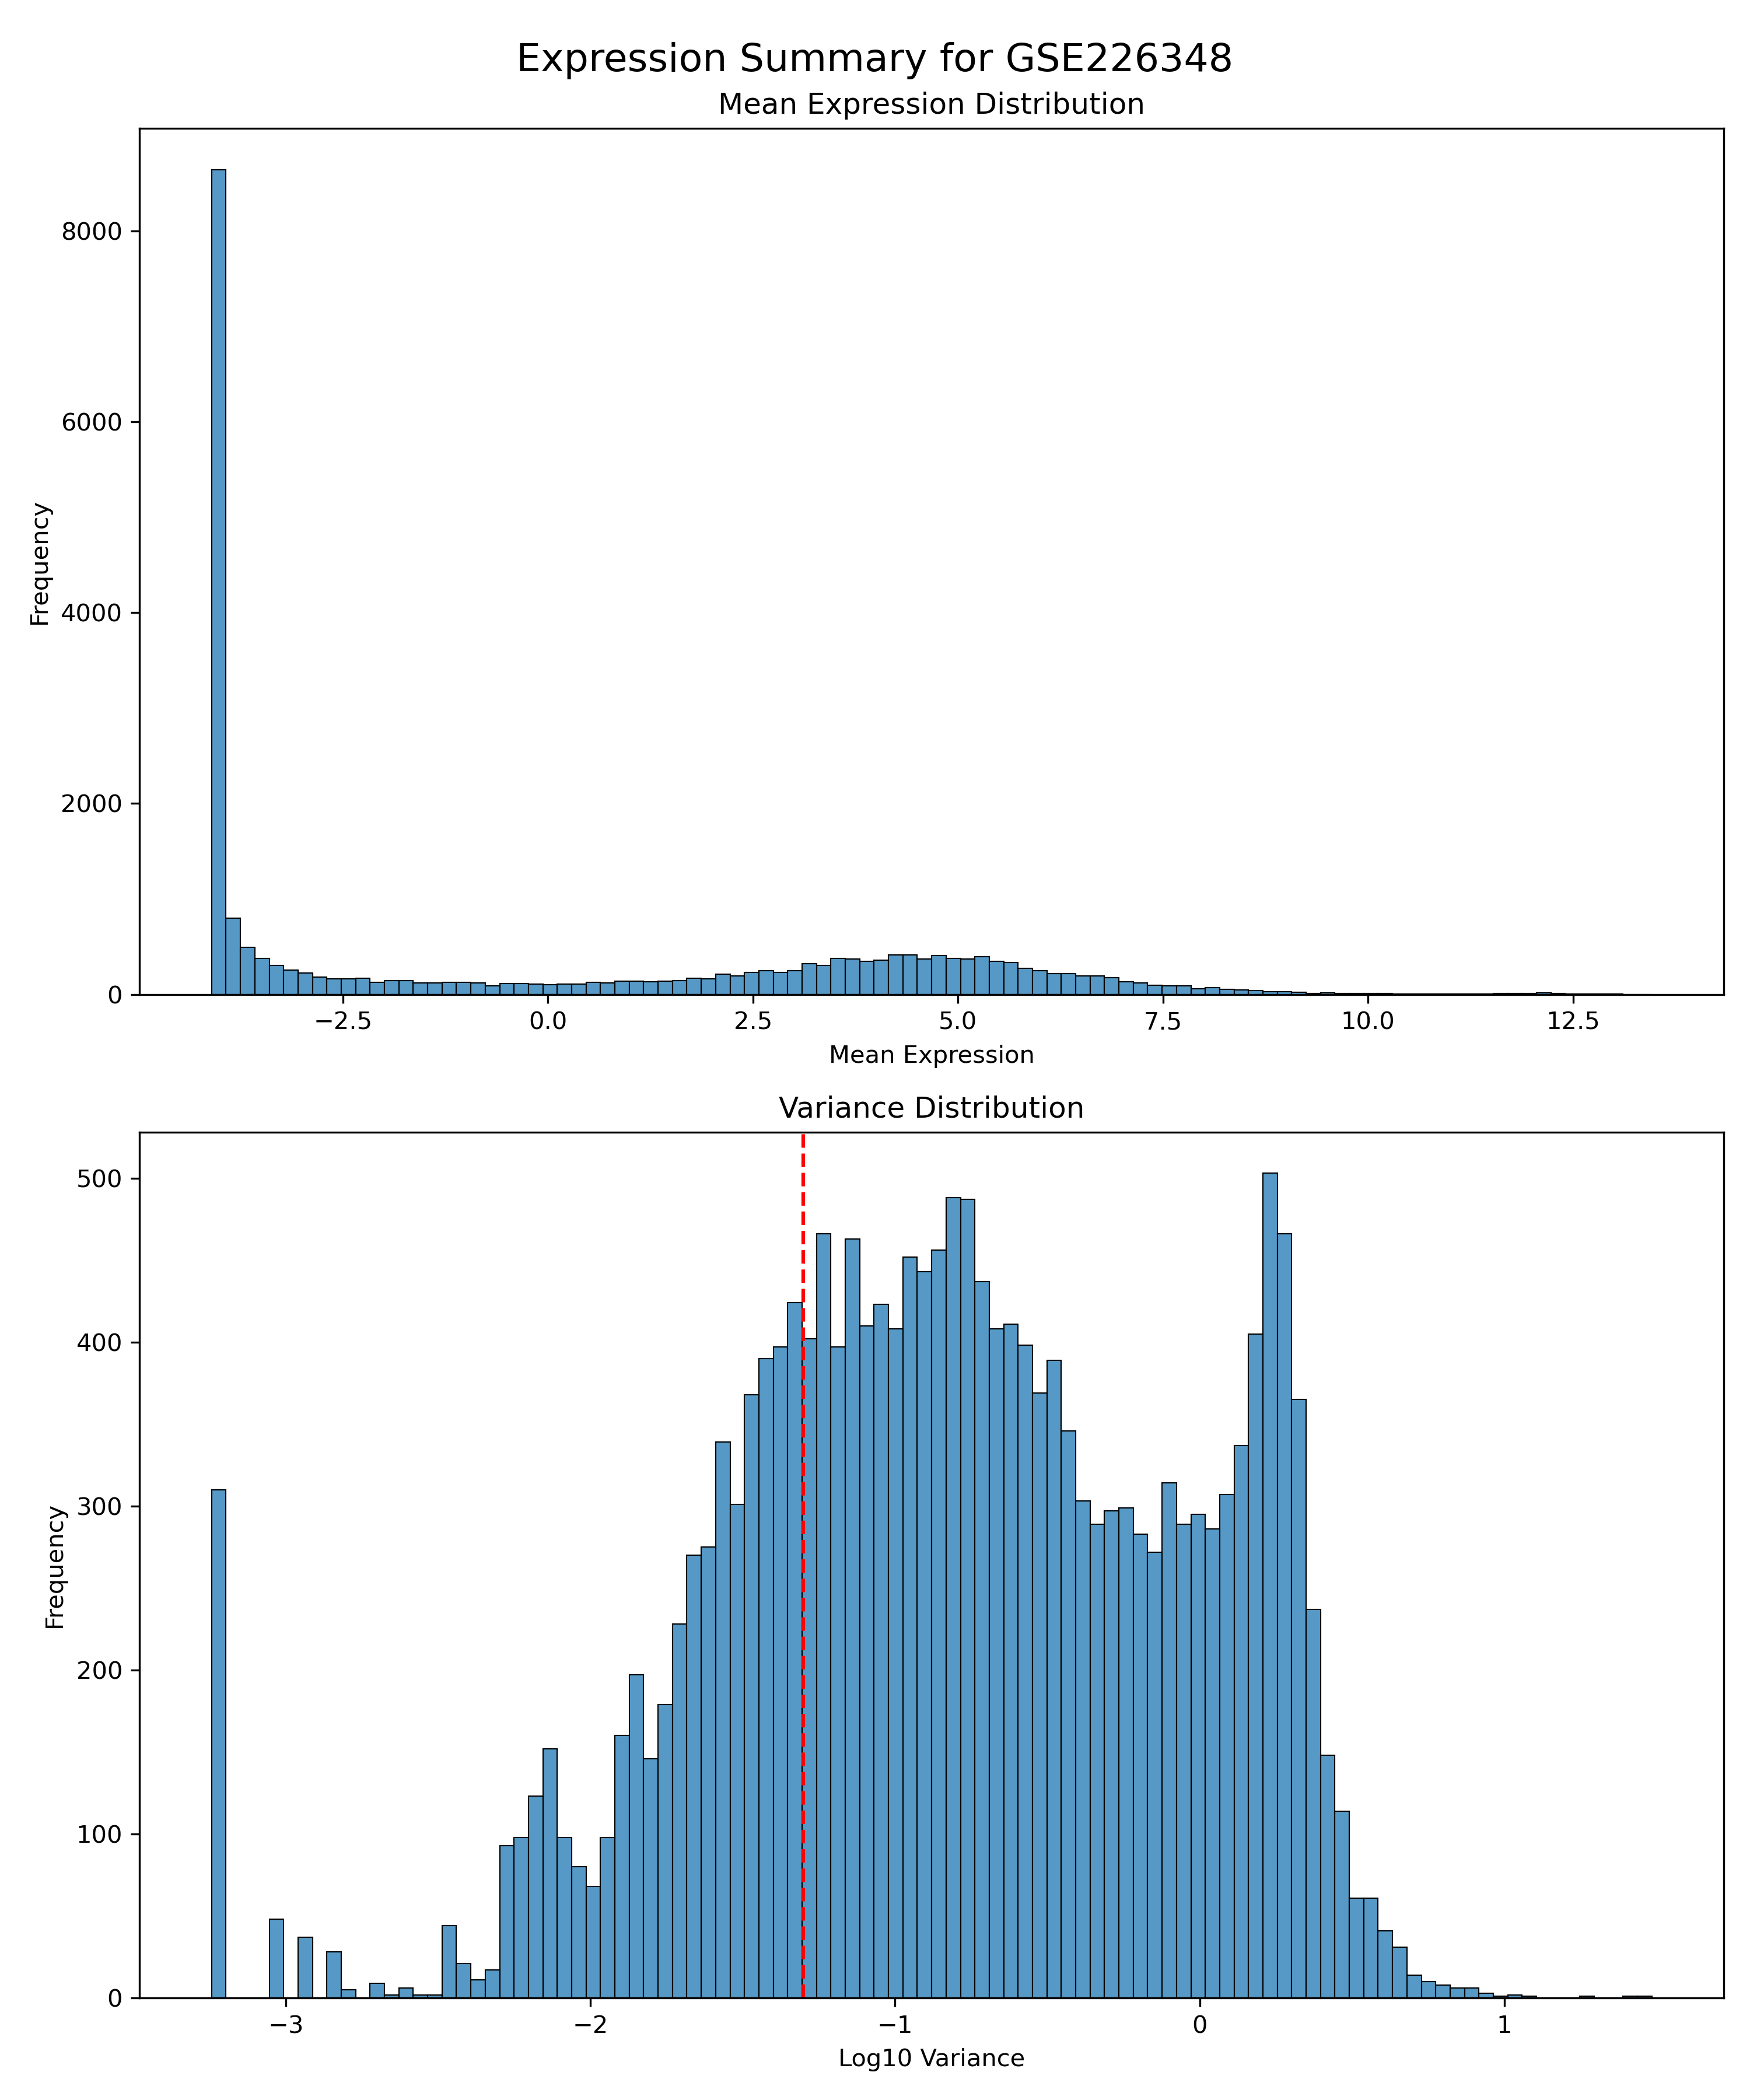 Expression Summary for GSE226348
Mean Expression Distribution
8000
6000
4000
2000
0
Frequency
−2.5 0.0 2.5 5.0 7.5 10.0 12.5
Mean Expression
Variance Distribution
500
400
300
200
100
0
Frequency
−3 −2 −1 0 1
Log10 Variance